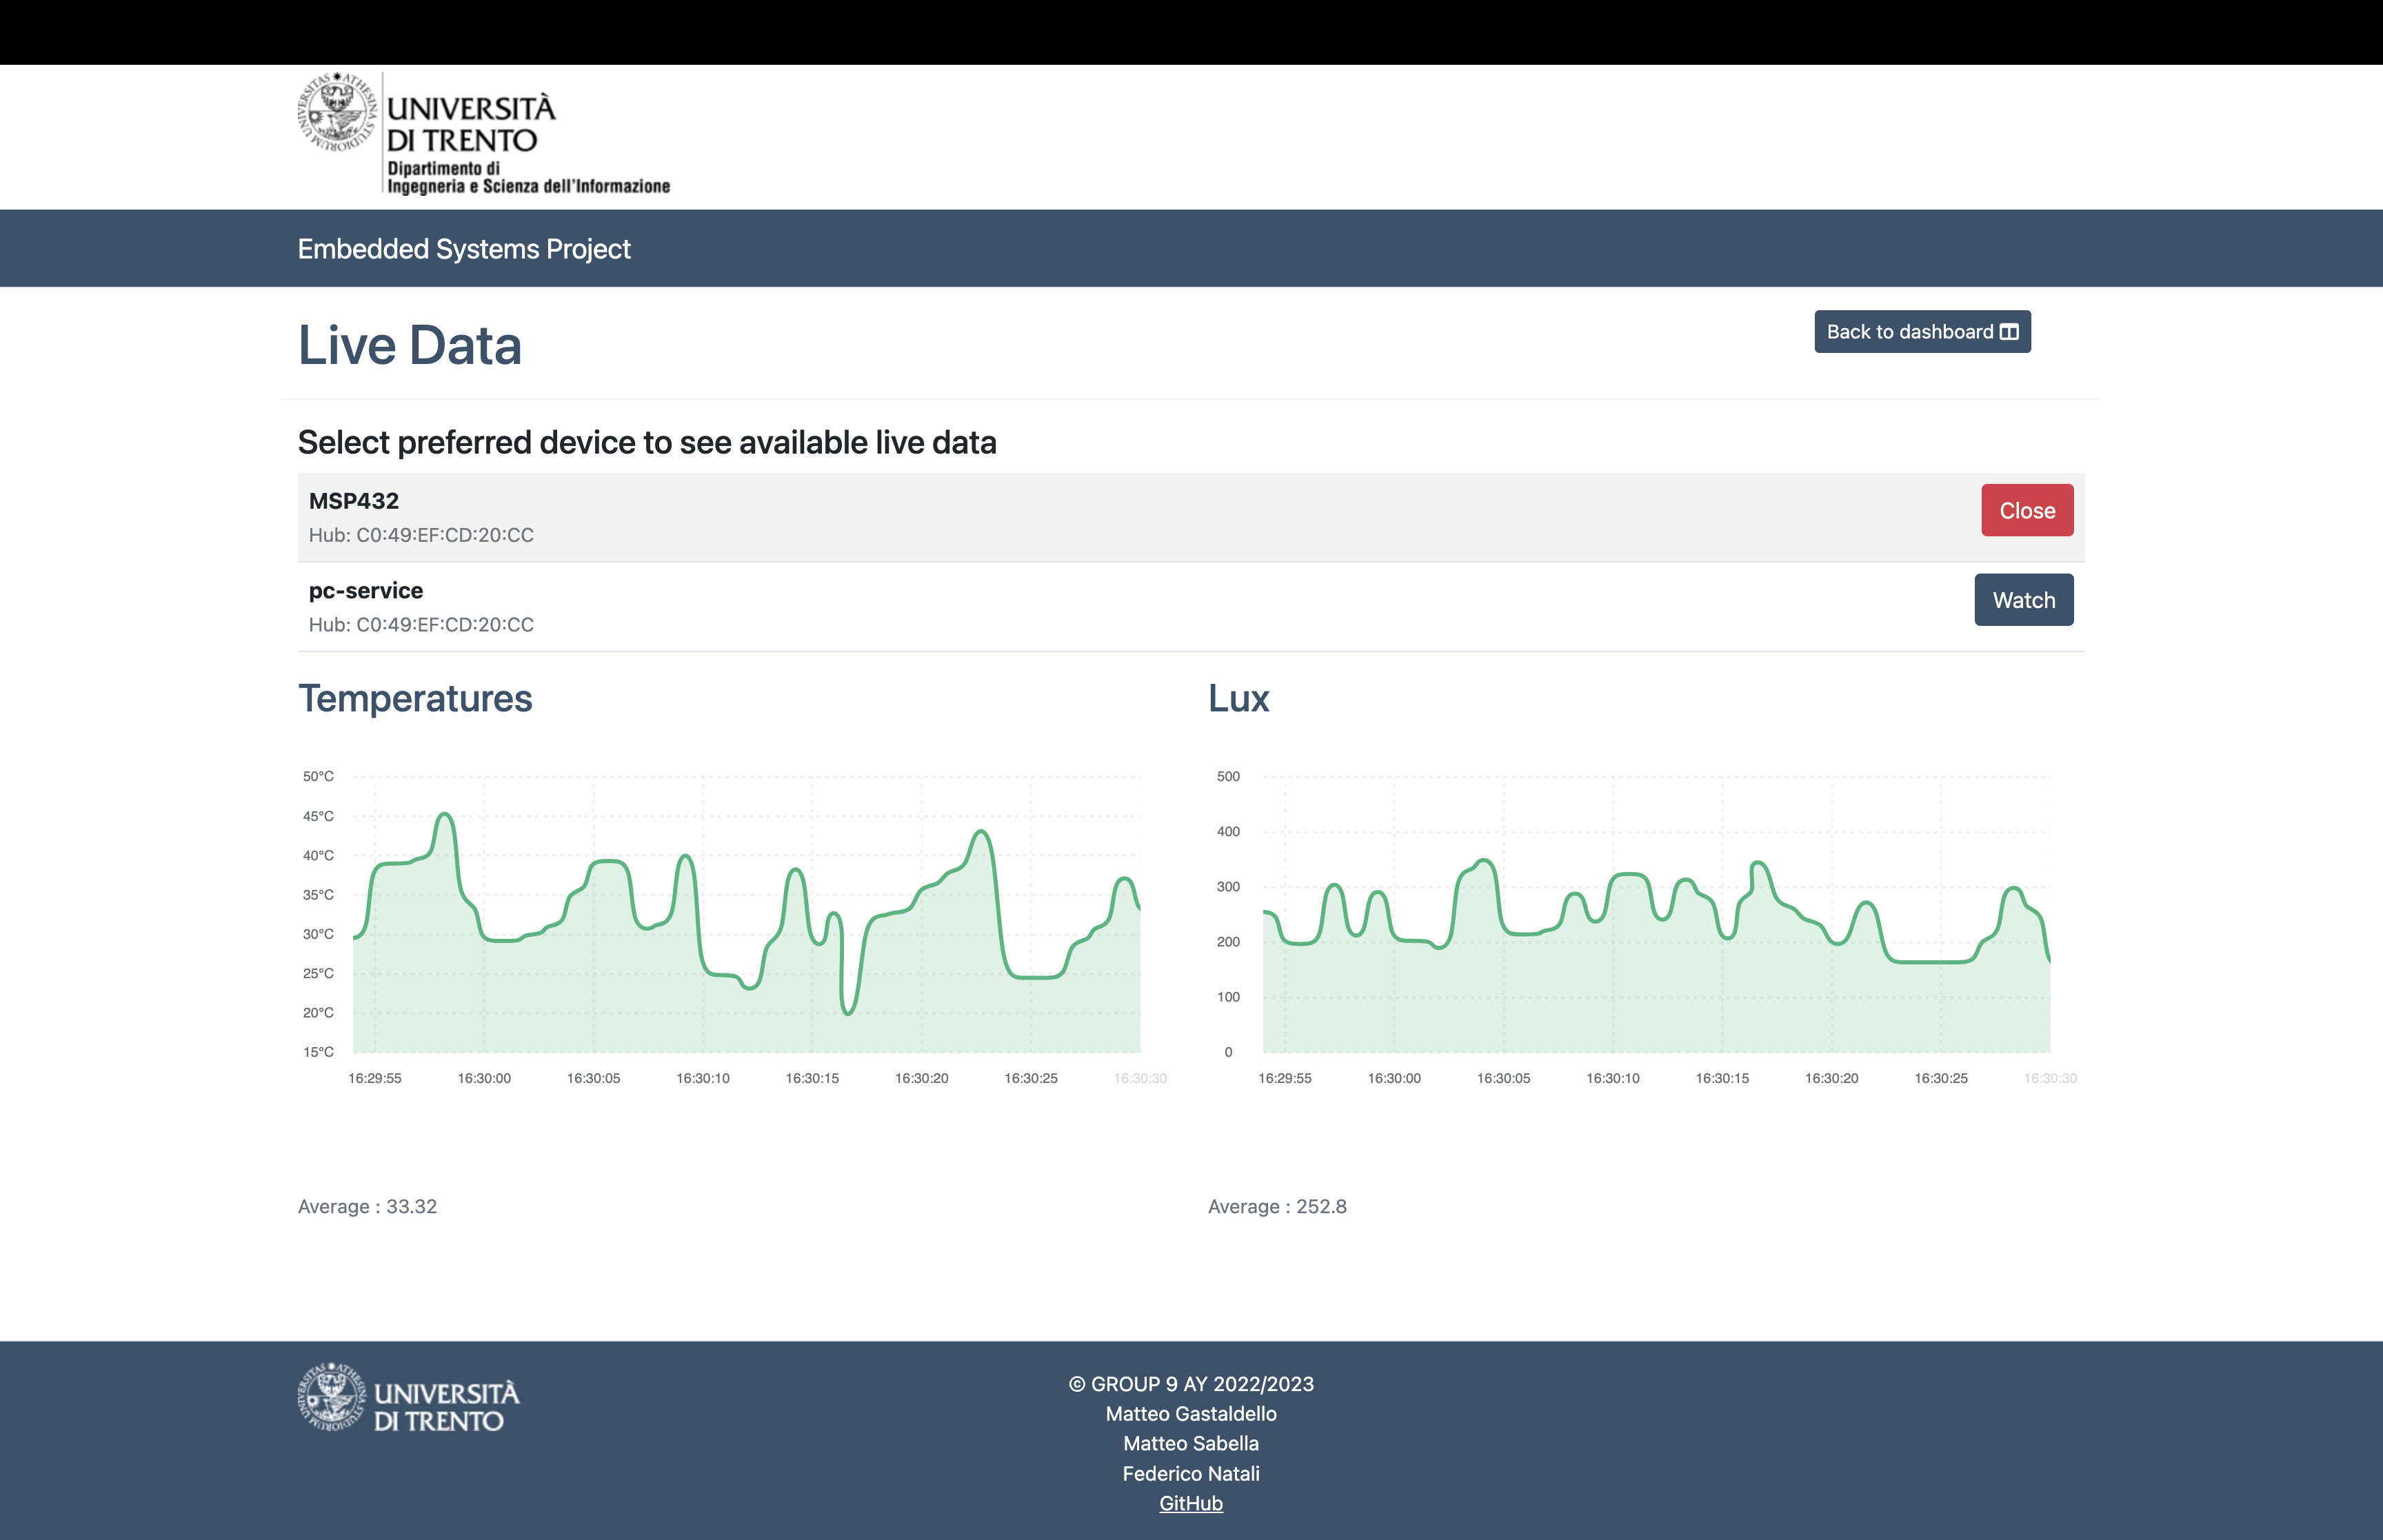 UNIVERSITAS ATHESINA STUDIORUM
UNIVERSITÀ
DI TRENTO
Dipartimento di
Ingegneria e Scienza dell'Informazione
Embedded Systems Project
Live Data
Back to dashboard
Select preferred device to see available live data
MSP432
Hub: C0:49:EF:CD:20:CC
Close
pc-service
Hub: C0:49:EF:CD:20:CC
Watch
Temperatures
50°C
45°C
40°C
35°C
30°C
25°C
20°C
15°C
16:29:55 16:30:00 16:30:05 16:30:10 16:30:15 16:30:20 16:30:25 16:30:30
Average : 33.32
Lux
500
400
300
200
100
0
16:29:55 16:30:00 16:30:05 16:30:10 16:30:15 16:30:20 16:30:25 16:30:30
Average : 252.8
UNIVERSITAS ATHESINA STUDIORUM
UNIVERSITÀ
DI TRENTO
© GROUP 9 AY 2022/2023
Matteo Gastaldello
Matteo Sabella
Federico Natali
GitHub